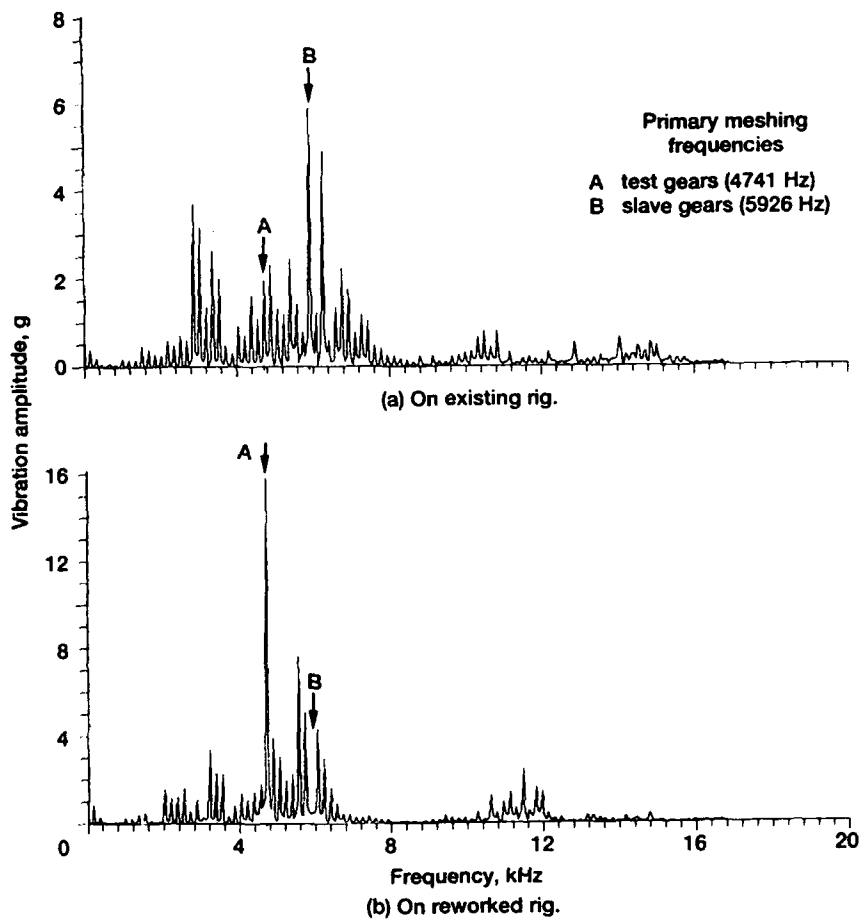 8
B
6
Primary meshing
frequencies
A test gears (4741 Hz)
B slave gears (5926 Hz)
4
A
2
0
(a) On existing rig.
Vibration amplitude, g
A
16
12
8
B
4
0
4
8
12
16
20
Frequency, kHz
(b) On reworked rig.